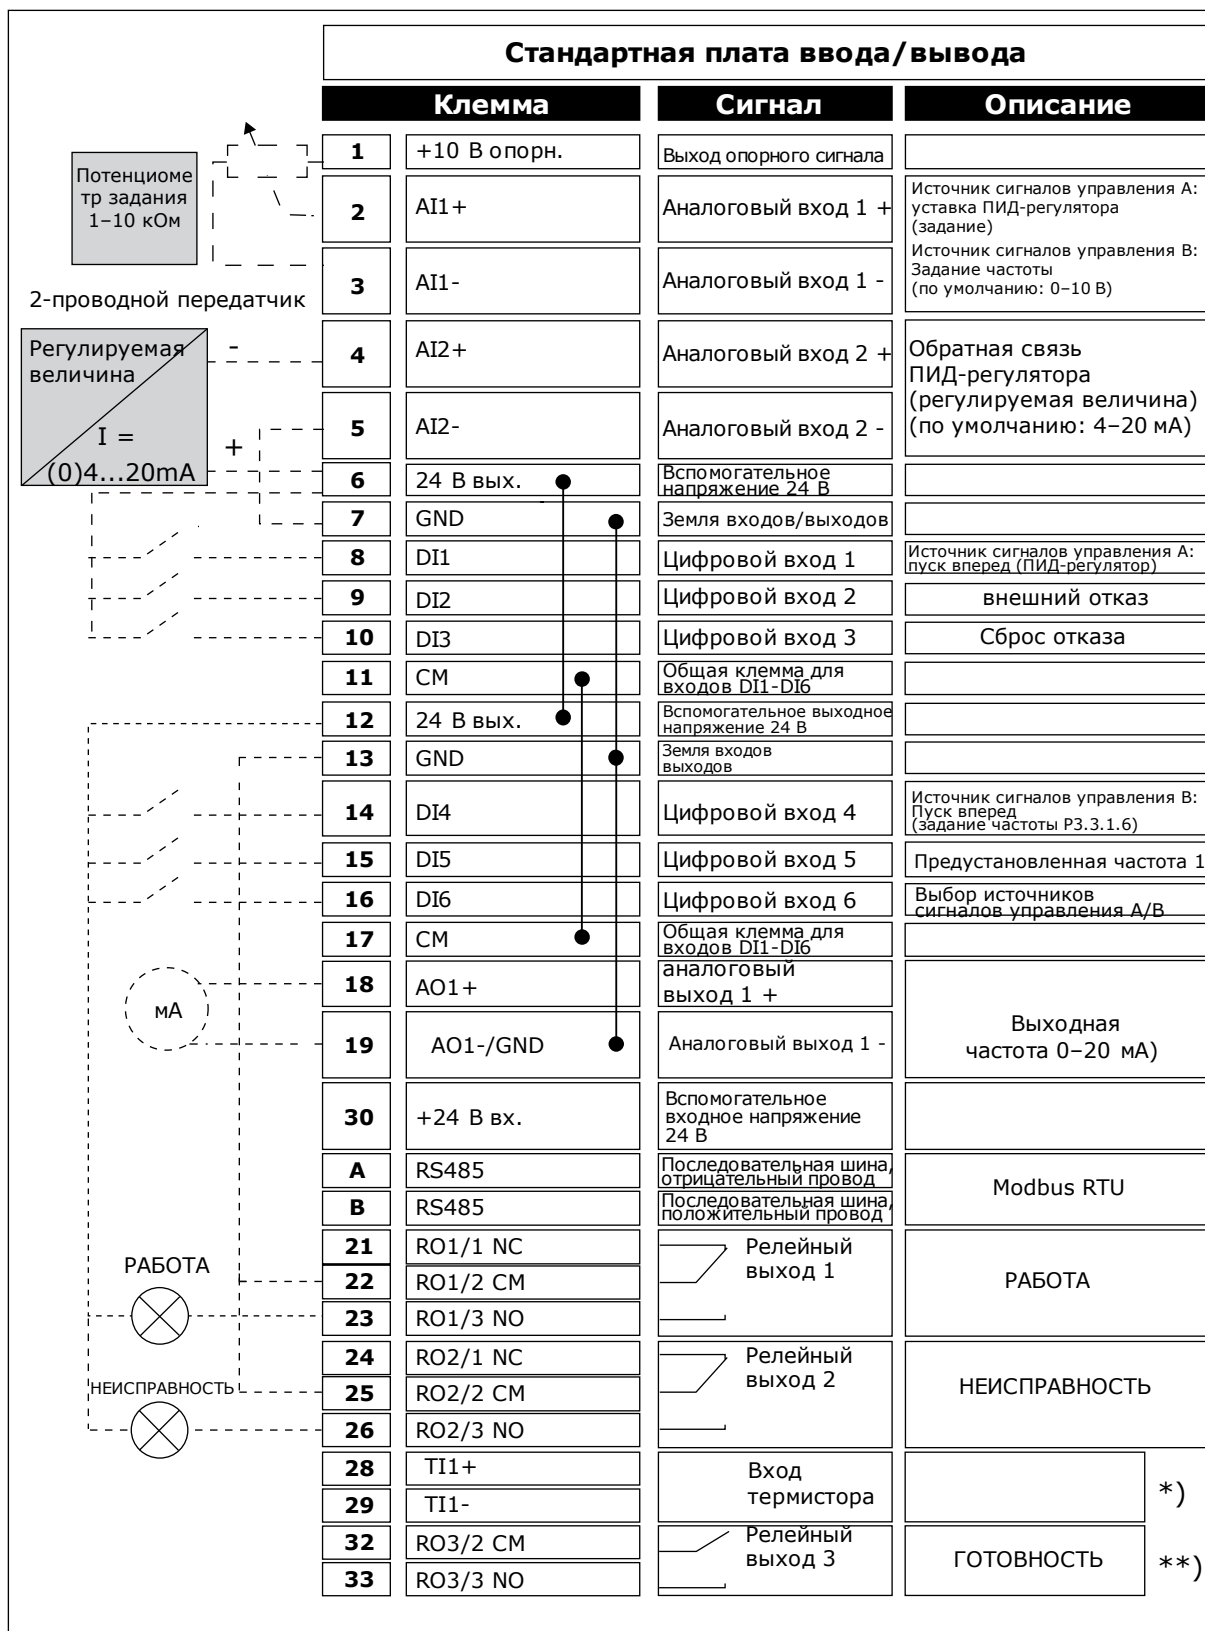 Стандартная плата ввода/вывода
Клемма Сигнал Описание
Потенциоме
тр задания
1–10 кОм
1 +10 В опорн. Выход опорного сигнала
2 AI1+ Аналоговый вход 1 +
Источник сигналов управления A:
уставка ПИД-регулятора
(задание)
3 AI1- Аналоговый вход 1 -
Источник сигналов управления B:
Задание частоты
(по умолчанию: 0–10 В)
2-проводной передатчик
Регулируемая
величина
I =
(0)4...20mA
-
+
4 AI2+ Аналоговый вход 2 +
5 AI2- Аналоговый вход 2 -
Обратная связь
ПИД-регулятора
(регулируемая величина)
(по умолчанию: 4–20 мА)
6 24 В вых. Вспомогательное
напряжение 24 В
7 GND Земля входов/выходов
8 DI1 Цифровой вход 1
Источник сигналов управления A:
пуск вперед (ПИД-регулятор)
9 DI2 Цифровой вход 2 внешний отказ
10 DI3 Цифровой вход 3 Сброс отказа
11 CM Общая клемма для
входов DI1-DI6
12 24 В вых. Вспомогательное выходное
напряжение 24 В
13 GND Земля входов
выходов
14 DI4 Цифровой вход 4
Источник сигналов управления B:
Пуск вперед
(задание частоты P3.3.1.6)
15 DI5 Цифровой вход 5 Предустановленная частота 1
16 DI6 Цифровой вход 6 Выбор источников
сигналов управления A/B
17 CM Общая клемма для
входов DI1-DI6
мА
18 AO1+ аналоговый
выход 1 +
19 AO1-/GND Аналоговый выход 1 -
Выходная
частота 0–20 мА)
30 +24 В вх. Вспомогательное
входное напряжение
24 В
A RS485 Последовательная шина,
отрицательный провод
B RS485 Последовательная шина,
положительный провод
Modbus RTU
РАБОТА
21 RO1/1 NC Релейный
выход 1
22 RO1/2 CM РАБОТА
23 RO1/3 NO
24 RO2/1 NC Релейный
выход 2
НЕИСПРАВНОСТЬ
25 RO2/2 CM НЕИСПРАВНОСТЬ
26 RO2/3 NO
28 TI1+ Вход
термистора
*)
29 TI1-
32 RO3/2 CM Релейный
выход 3
ГОТОВНОСТЬ **)
33 RO3/3 NO